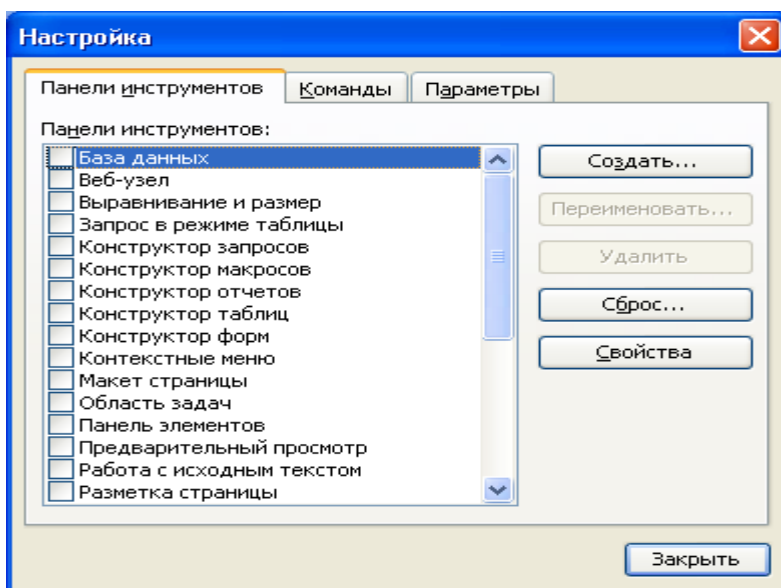 Настройка
Панели инструментов
Команды
Параметры
Панели инструментов:
База данных
Веб-узел
Выравнивание и размер
Запрос в режиме таблицы
Конструктор запросов
Конструктор макросов
Конструктор отчетов
Конструктор таблиц
Конструктор форм
Контекстные меню
Макет страницы
Область задач
Панель элементов
Предварительный просмотр
Работа с исходным текстом
Разметка страницы
Создать...
Переименовать...
Удалить
Сброс...
Свойства
Закрыть